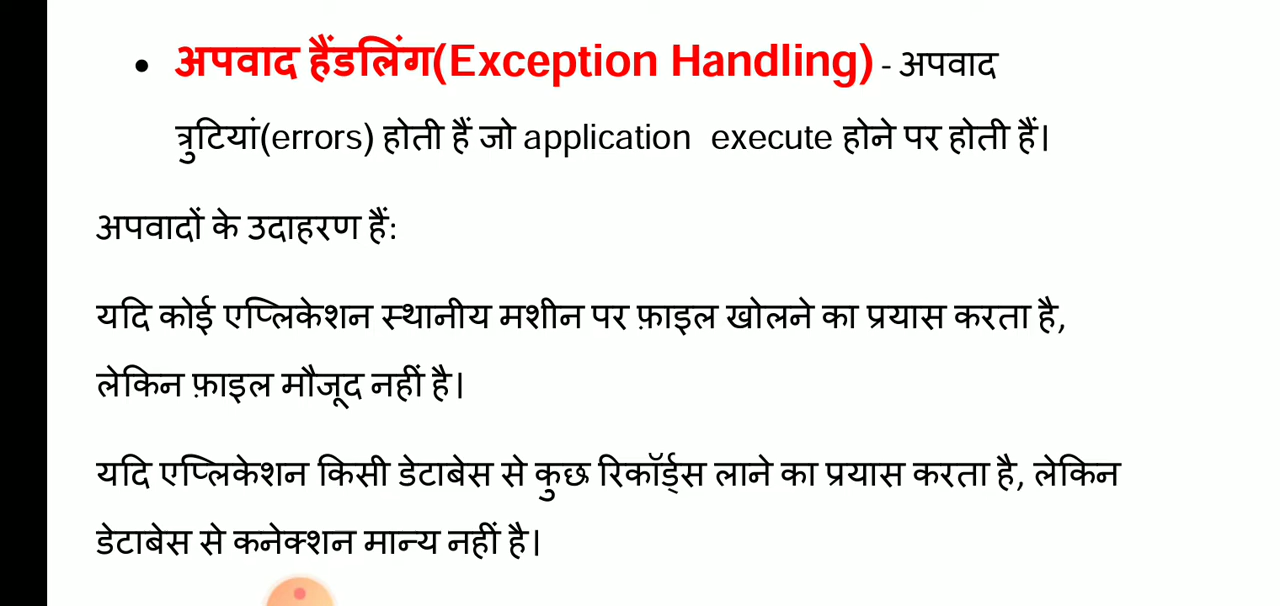 • अपवाद हैंडलिंग(Exception Handling) - अपवाद
त्रुटियां(errors) होती हैं जो application execute होने पर होती हैं।
अपवादों के उदाहरण हैं:
यदि कोई एप्लिकेशन स्थानीय मशीन पर फ़ाइल खोलने का प्रयास करता है,
लेकिन फ़ाइल मौजूद नहीं है।
यदि एप्लिकेशन किसी डेटाबेस से कुछ रिकॉर्ड्स लाने का प्रयास करता है, लेकिन
डेटाबेस से कनेक्शन मान्य नहीं है।